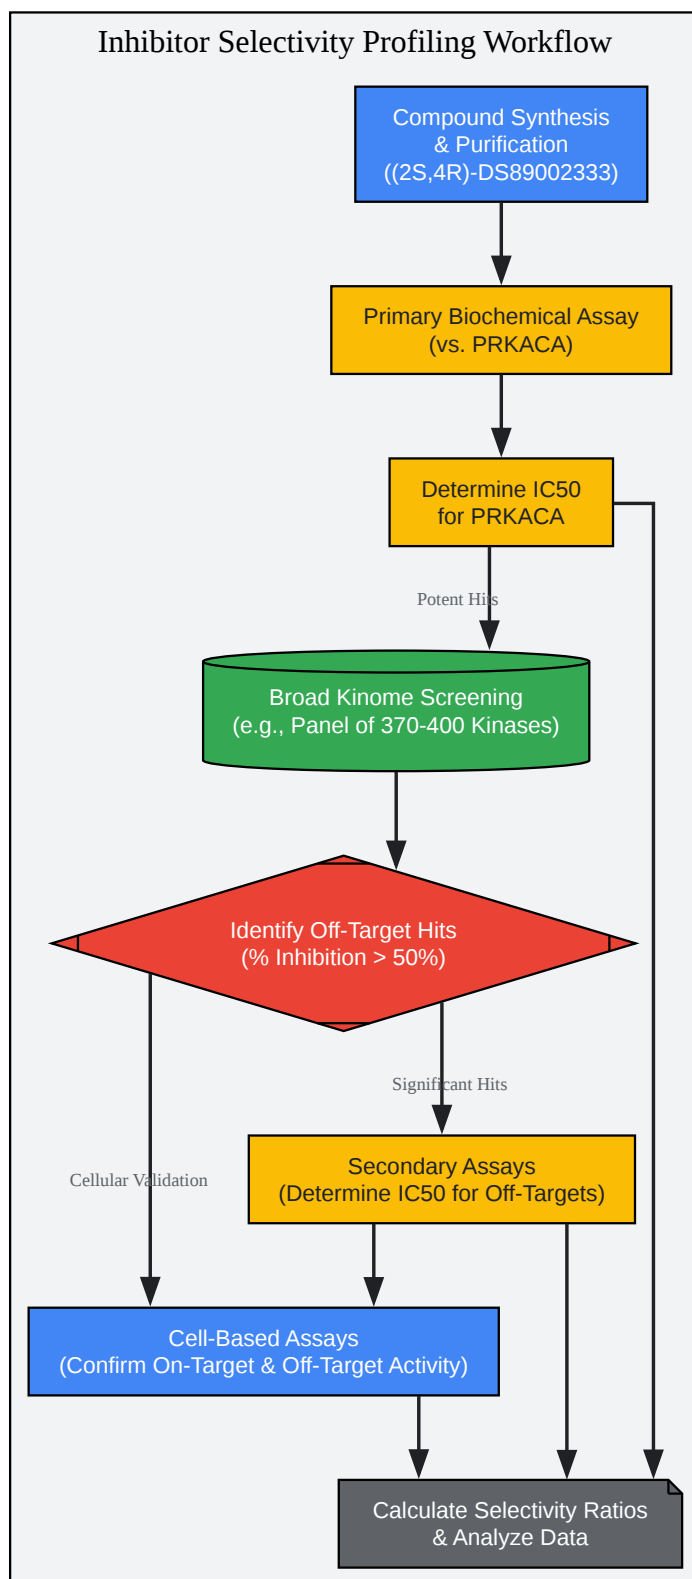 Inhibitor Selectivity Profiling Workflow
Compound Synthesis
& Purification
((2S,4R)-DS89002333)
Primary Biochemical Assay
(vs. PRKACA)
Determine IC50
for PRKACA
Potent Hits
Broad Kinome Screening
(e.g., Panel of 370-400 Kinases)
Identify Off-Target Hits
(% Inhibition > 50%)
Significant Hits
Secondary Assays
(Determine IC50 for Off-Targets)
Cellular Validation
Cell-Based Assays
(Confirm On-Target & Off-Target Activity)
Calculate Selectivity Ratios
& Analyze Data